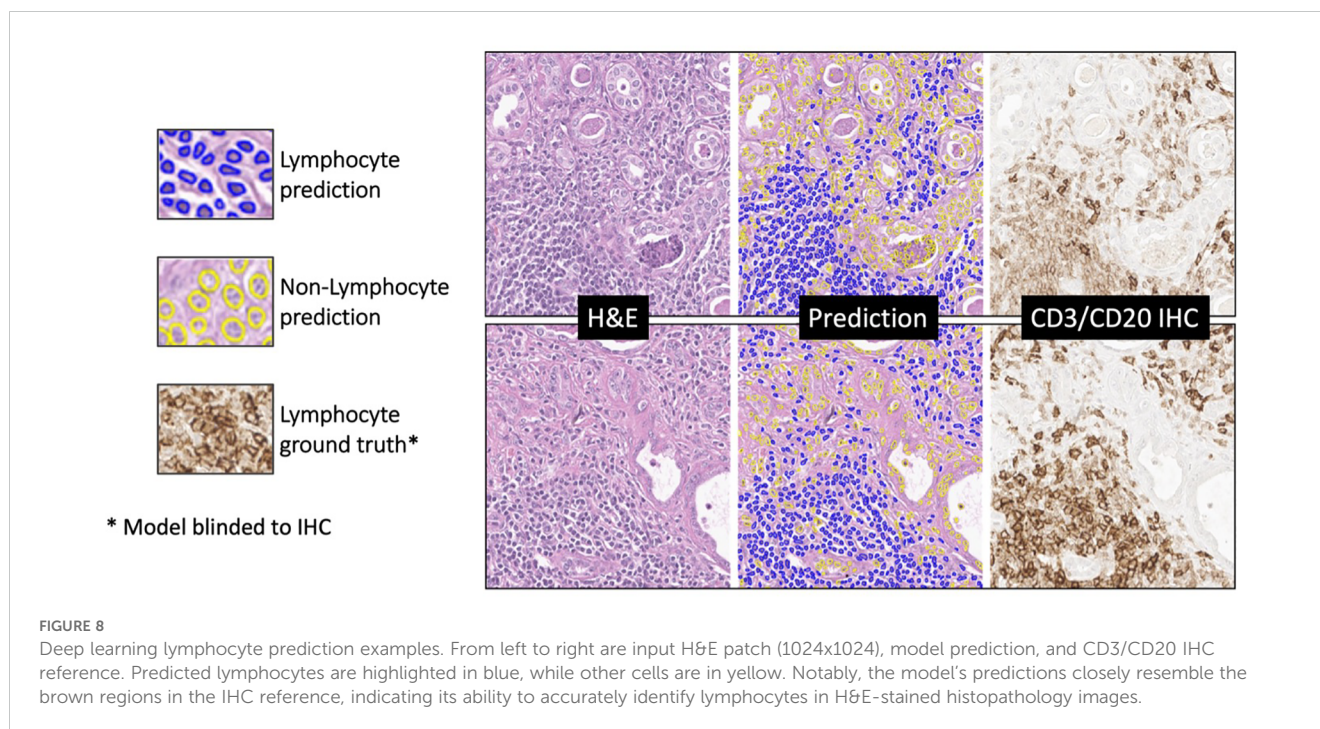 Lymphocyte
prediction
Non-Lymphocyte
prediction
Lymphocyte
ground truth*
* Model blinded to IHC
H&E
Prediction
CD3/CD20 IHC
FIGURE 8
Deep learning lymphocyte prediction examples. From left to right are input H&E patch (1024x1024), model prediction, and CD3/CD20 IHC
reference. Predicted lymphocytes are highlighted in blue, while other cells are in yellow. Notably, the model's predictions closely resemble the
brown regions in the IHC reference, indicating its ability to accurately identify lymphocytes in H&E-stained histopathology images.